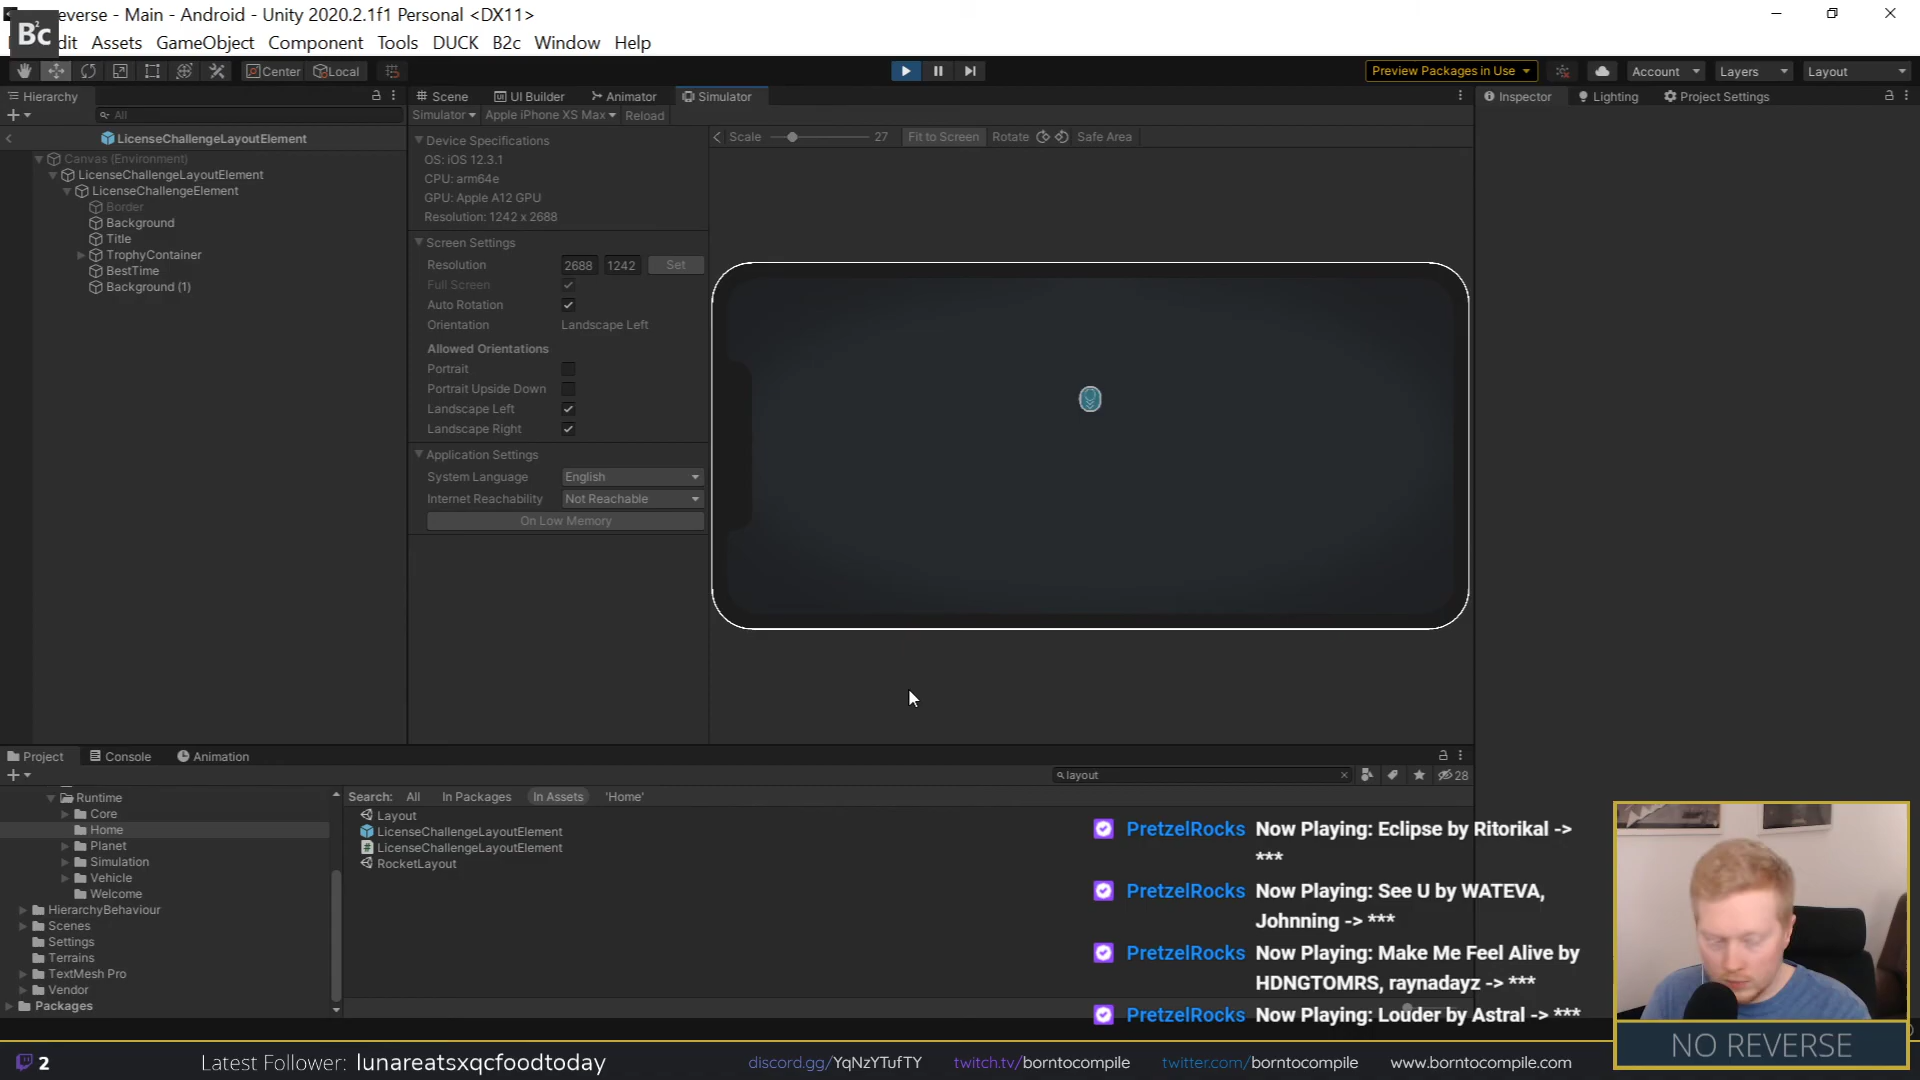 everse - Main - Android - Unity 2020.2.1f1 Personal <DX11>
B²c
dit Assets GameObject Component Tools DUCK B2c Window Help
Center Local
Preview Packages in Use
Account
Layers
Layout
Hierarchy
All
LicenseChallengeLayoutElement
Canvas (Environment)
LicenseChallengeLayoutElement
LicenseChallengeElement
Border
Background
Title
TrophyContainer
BestTime
Background (1)
Scene UI Builder Animator Simulator
Simulator Apple iPhone XS Max Reload
Device Specifications
OS: iOS 12.3.1
CPU: arm64e
GPU: Apple A12 GPU
Resolution: 1242 x 2688
Screen Settings
Resolution 2688 1242 Set
Full Screen
Auto Rotation
Orientation Landscape Left
Allowed Orientations
Portrait
Portrait Upside Down
Landscape Left
Landscape Right
Application Settings
System Language English
Internet Reachability Not Reachable
On Low Memory
Scale 27 Fit to Screen Rotate Safe Area
Inspector Lighting Project Settings
Project Console Animation
layout
28
Runtime
Core
Home
Planet
Simulation
Vehicle
Welcome
HierarchyBehaviour
Scenes
Settings
Terrains
TextMesh Pro
Vendor
Packages
Search: All In Packages In Assets 'Home'
Layout
LicenseChallengeLayoutElement
LicenseChallengeLayoutElement
RocketLayout
PretzelRocks Now Playing: Eclipse by Ritorikal ->
***
PretzelRocks Now Playing: See U by WATEVA,
Johnning -> ***
PretzelRocks Now Playing: Make Me Feel Alive by
HDNGTOMRS, raynadayz -> ***
PretzelRocks Now Playing: Louder by Astral -> ***
NO REVERSE
2
Latest Follower: lunareatsxqcfoodtoday
discord.gg/YqNzYTufTY
twitch.tv/borntocompile
twitter.com/borntocompile
www.borntocompile.com